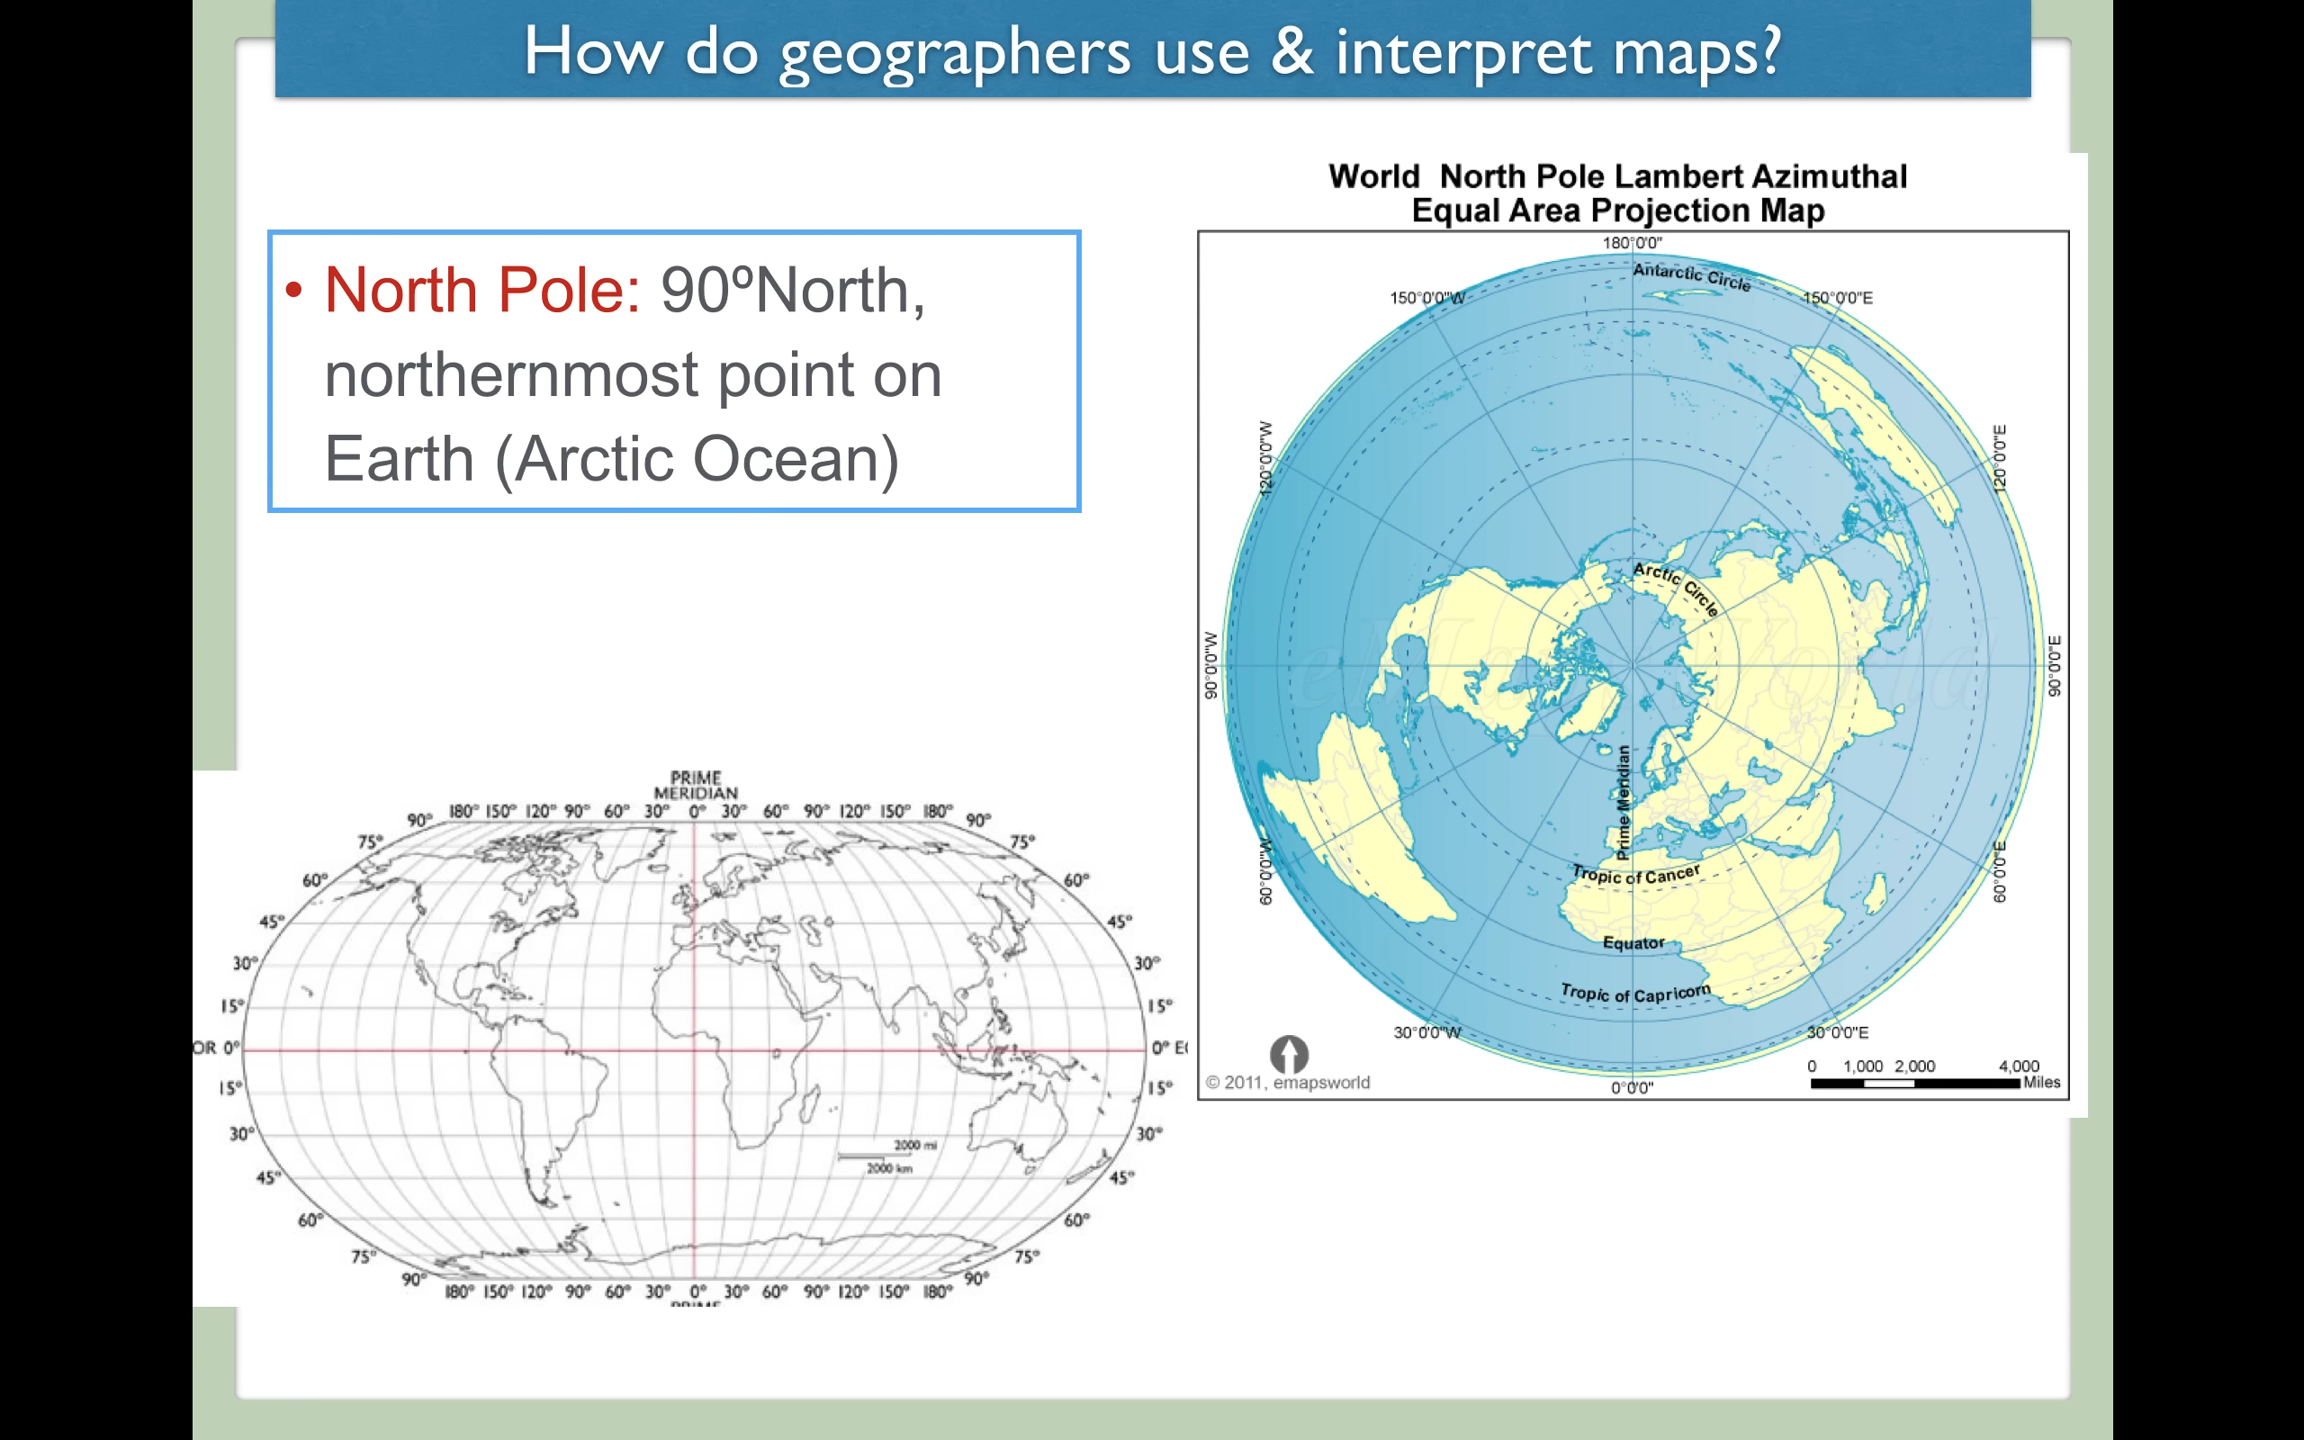 How do geographers use & interpret maps?
• North Pole: 90ºNorth,
northernmost point on
Earth (Arctic Ocean)
World North Pole Lambert Azimuthal
Equal Area Projection Map
180°0'0"
Antarctic Circle
150°0'0"W
150°0'0"E
120°0'0"W
120°0'0"E
Arctic Circle
90°0'0"W
90°0'0"E
Prime Meridian
60°0'0"W
60°0'0"E
Tropic of Cancer
Equator
Tropic of Capricorn
30°0'0"W
30°0'0"E
0°0'0"
© 2011, emapsworld
0 1,000 2,000 4,000
Miles
PRIME
MERIDIAN
180° 150° 120° 90° 60° 30° 0° 30° 60° 90° 120° 150° 180°
90° 90°
75° 75°
60° 60°
45° 45°
30° 30°
15° 15°
OR 0° 0° E
15° 15°
30° 30°
2000 mi
2000 km
45° 45°
60° 60°
75° 75°
90° 90°
180° 150° 120° 90° 60° 30° 0° 30° 60° 90° 120° 150° 180°